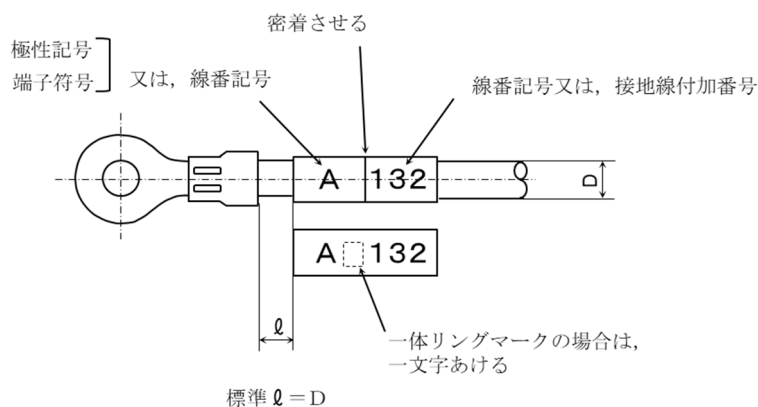 密着させる
極性記号
端子符号
又は，線番記号
線番記号又は，接地線付加番号
A 132
D
A 132
ℓ
一体リングマークの場合は，
一文字あける
標準ℓ＝D